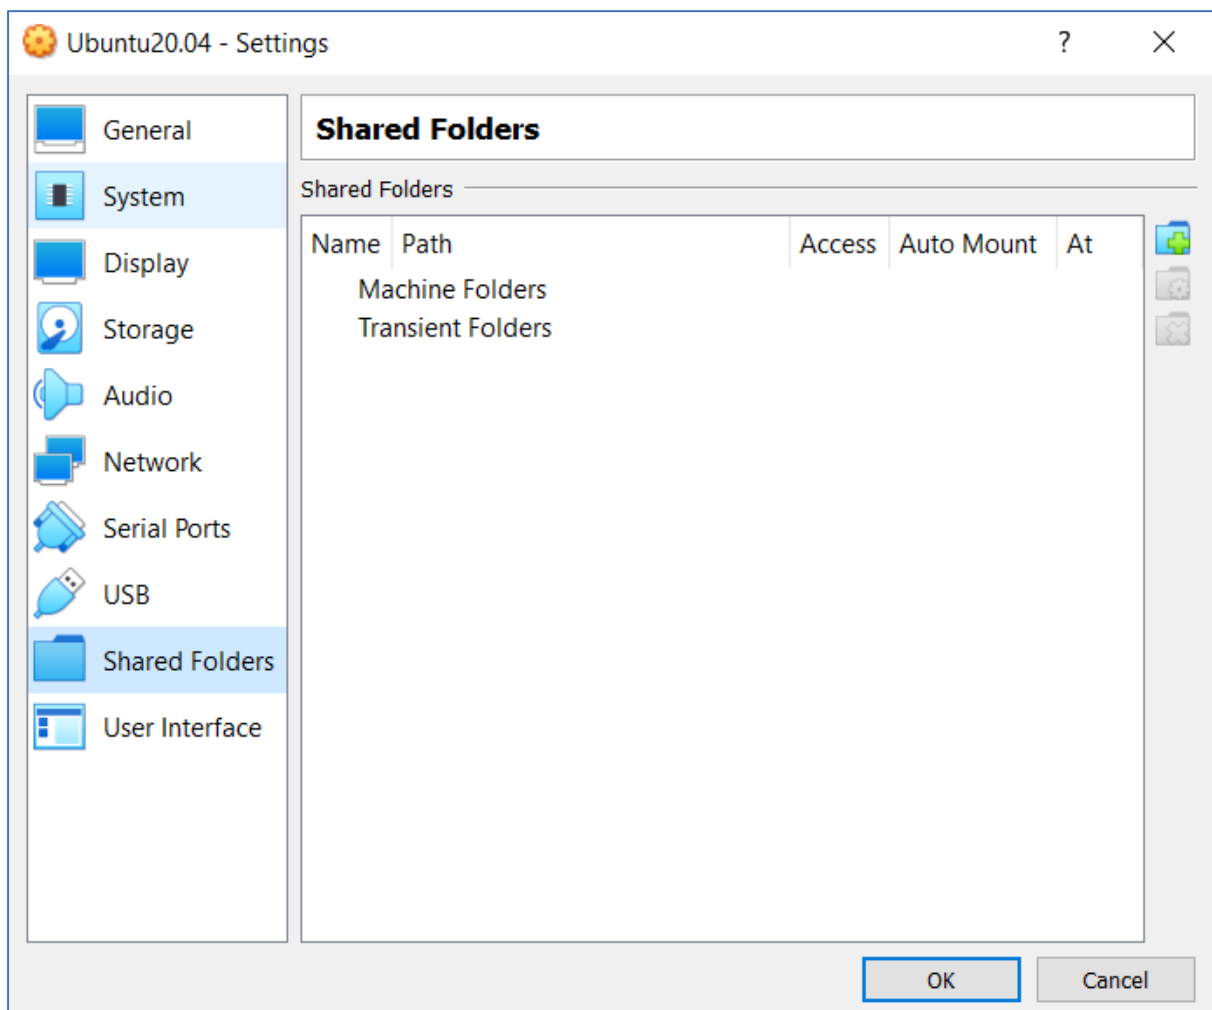 Ubuntu20.04 - Settings ?
General
System
Display
Storage
Audio
Network
Serial Ports
USB
Shared Folders
User Interface
Shared Folders
Shared Folders
Name Path Access Auto Mount At
Machine Folders
Transient Folders
OK Cancel